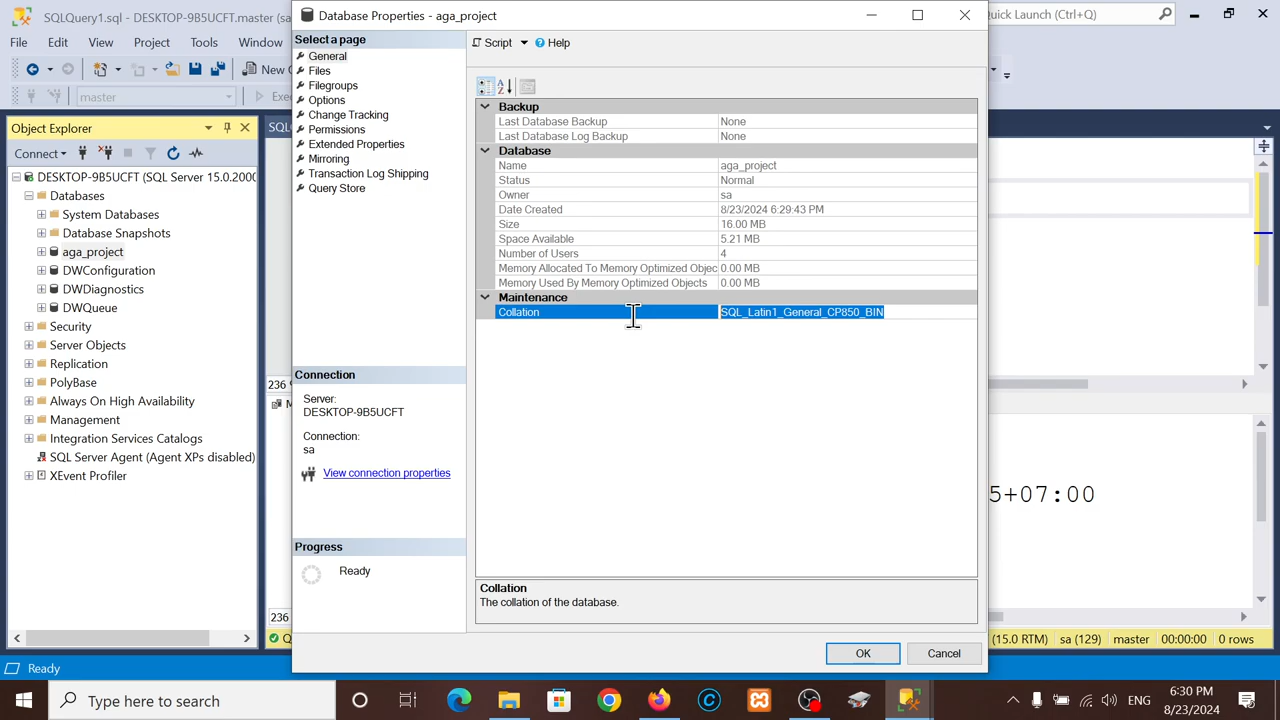 SQLQuery1.sql - DESKTOP-9B5UCFT.master (s
Database Properties - aga_project
Quick Launch (Ctrl+Q)
File
Edit
View
Project
Tools
Window
Select a page
Script
Help
General
Files
Filegroups
Options
Change Tracking
Permissions
Extended Properties
Mirroring
Transaction Log Shipping
Query Store
New
master
Exe
Object Explorer
SQL
Connect
DESKTOP-9B5UCFT (SQL Server 15.0.2000
Databases
System Databases
Database Snapshots
aga_project
DWConfiguration
DWDiagnostics
DWQueue
Security
Server Objects
Replication
PolyBase
Always On High Availability
Management
Integration Services Catalogs
SQL Server Agent (Agent XPs disabled)
XEvent Profiler
Backup
Last Database Backup None
Last Database Log Backup None
Database
Name aga_project
Status Normal
Owner sa
Date Created 8/23/2024 6:29:43 PM
Size 16.00 MB
Space Available 5.21 MB
Number of Users 4
Memory Allocated To Memory Optimized Objec 0.00 MB
Memory Used By Memory Optimized Objects 0.00 MB
Maintenance
Collation SQL_Latin1_General_CP850_BIN
Connection
236
Server:
DESKTOP-9B5UCFT
Connection:
sa
View connection properties
5+07:00
Progress
Ready
Collation
The collation of the database.
236
(15.0 RTM) sa (129) master 00:00:00 0 rows
OK
Cancel
Ready
Type here to search
ENG
6:30 PM
8/23/2024